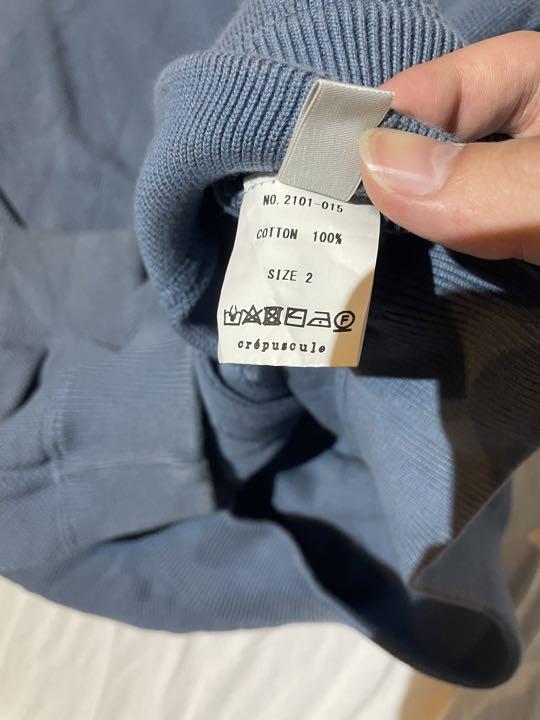 NO. 2101-015
COTTON 100%
SIZE 2
F
crépuscule